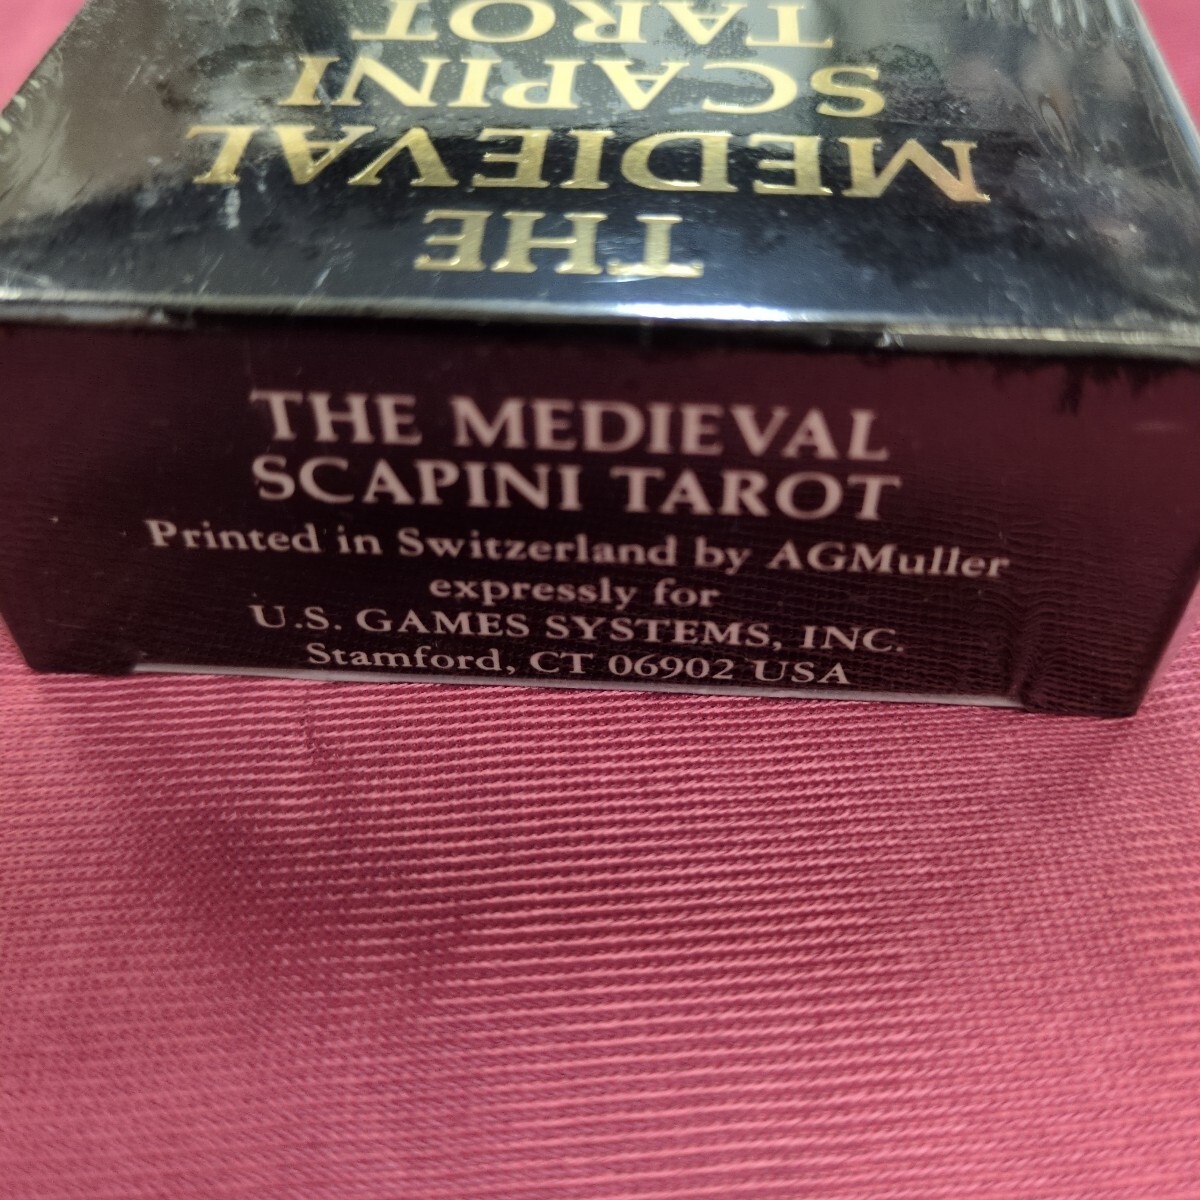 THE
MEDIEVAL
SCAPINI
TAROT
THE MEDIEVAL
SCAPINI TAROT
Printed in Switzerland by AGMuller
expressly for
U.S. GAMES SYSTEMS, INC.
Stamford, CT 06902 USA